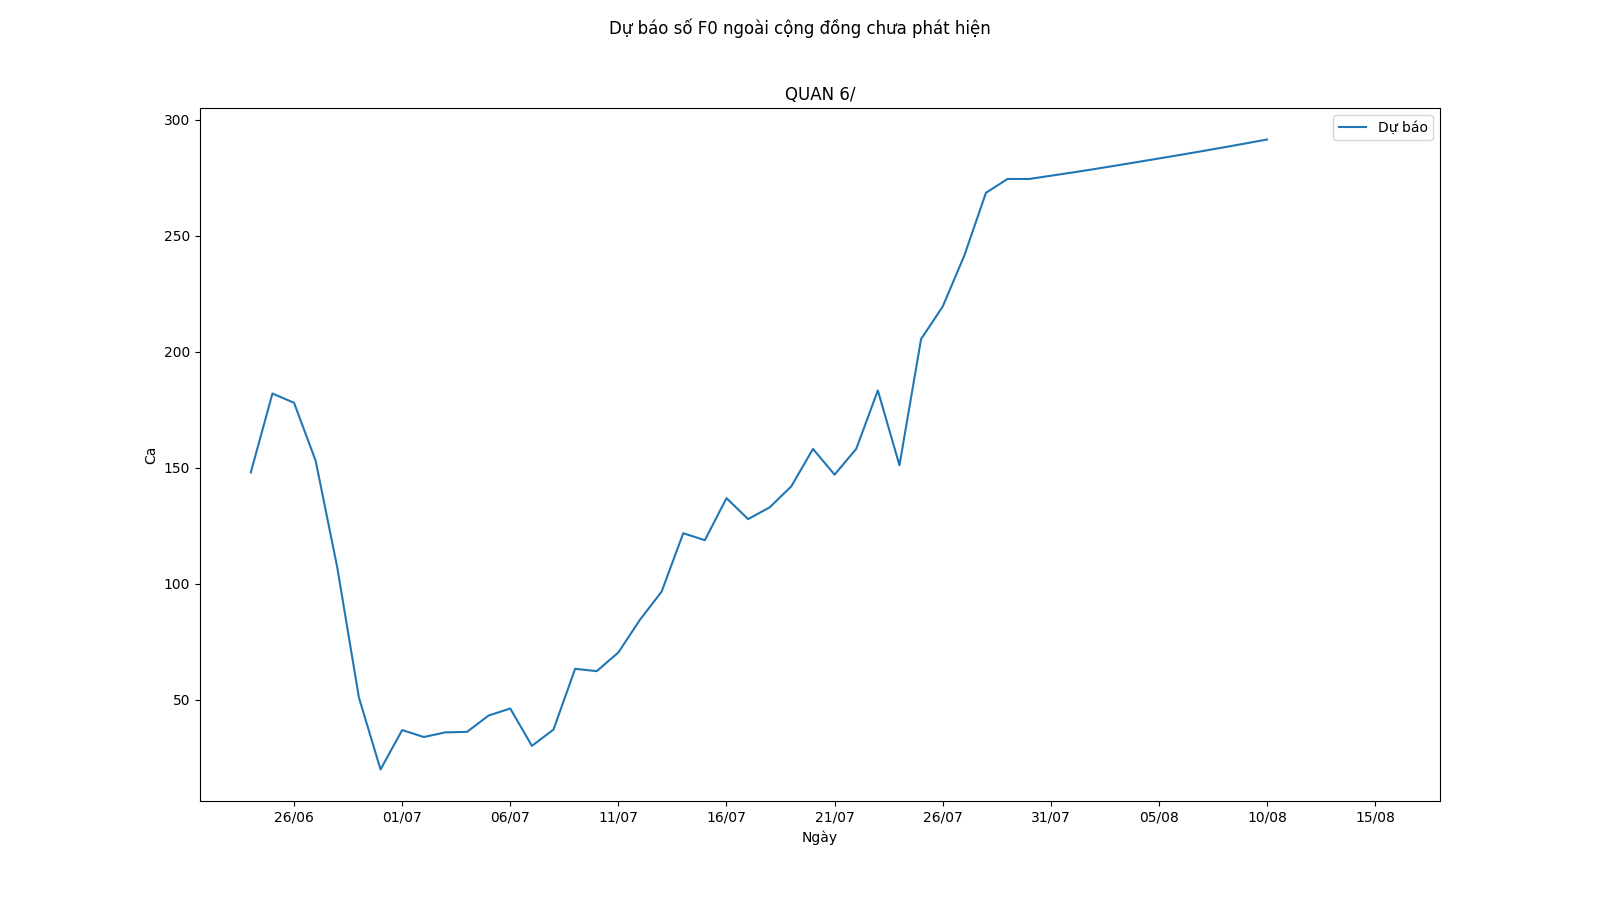 Dự báo số F0 ngoài cộng đồng chưa phát hiện
QUAN 6/
Dự báo
300
250
200
150
100
50
Ca
26/06 01/07 06/07 11/07 16/07 21/07 26/07 31/07 05/08 10/08 15/08
Ngày